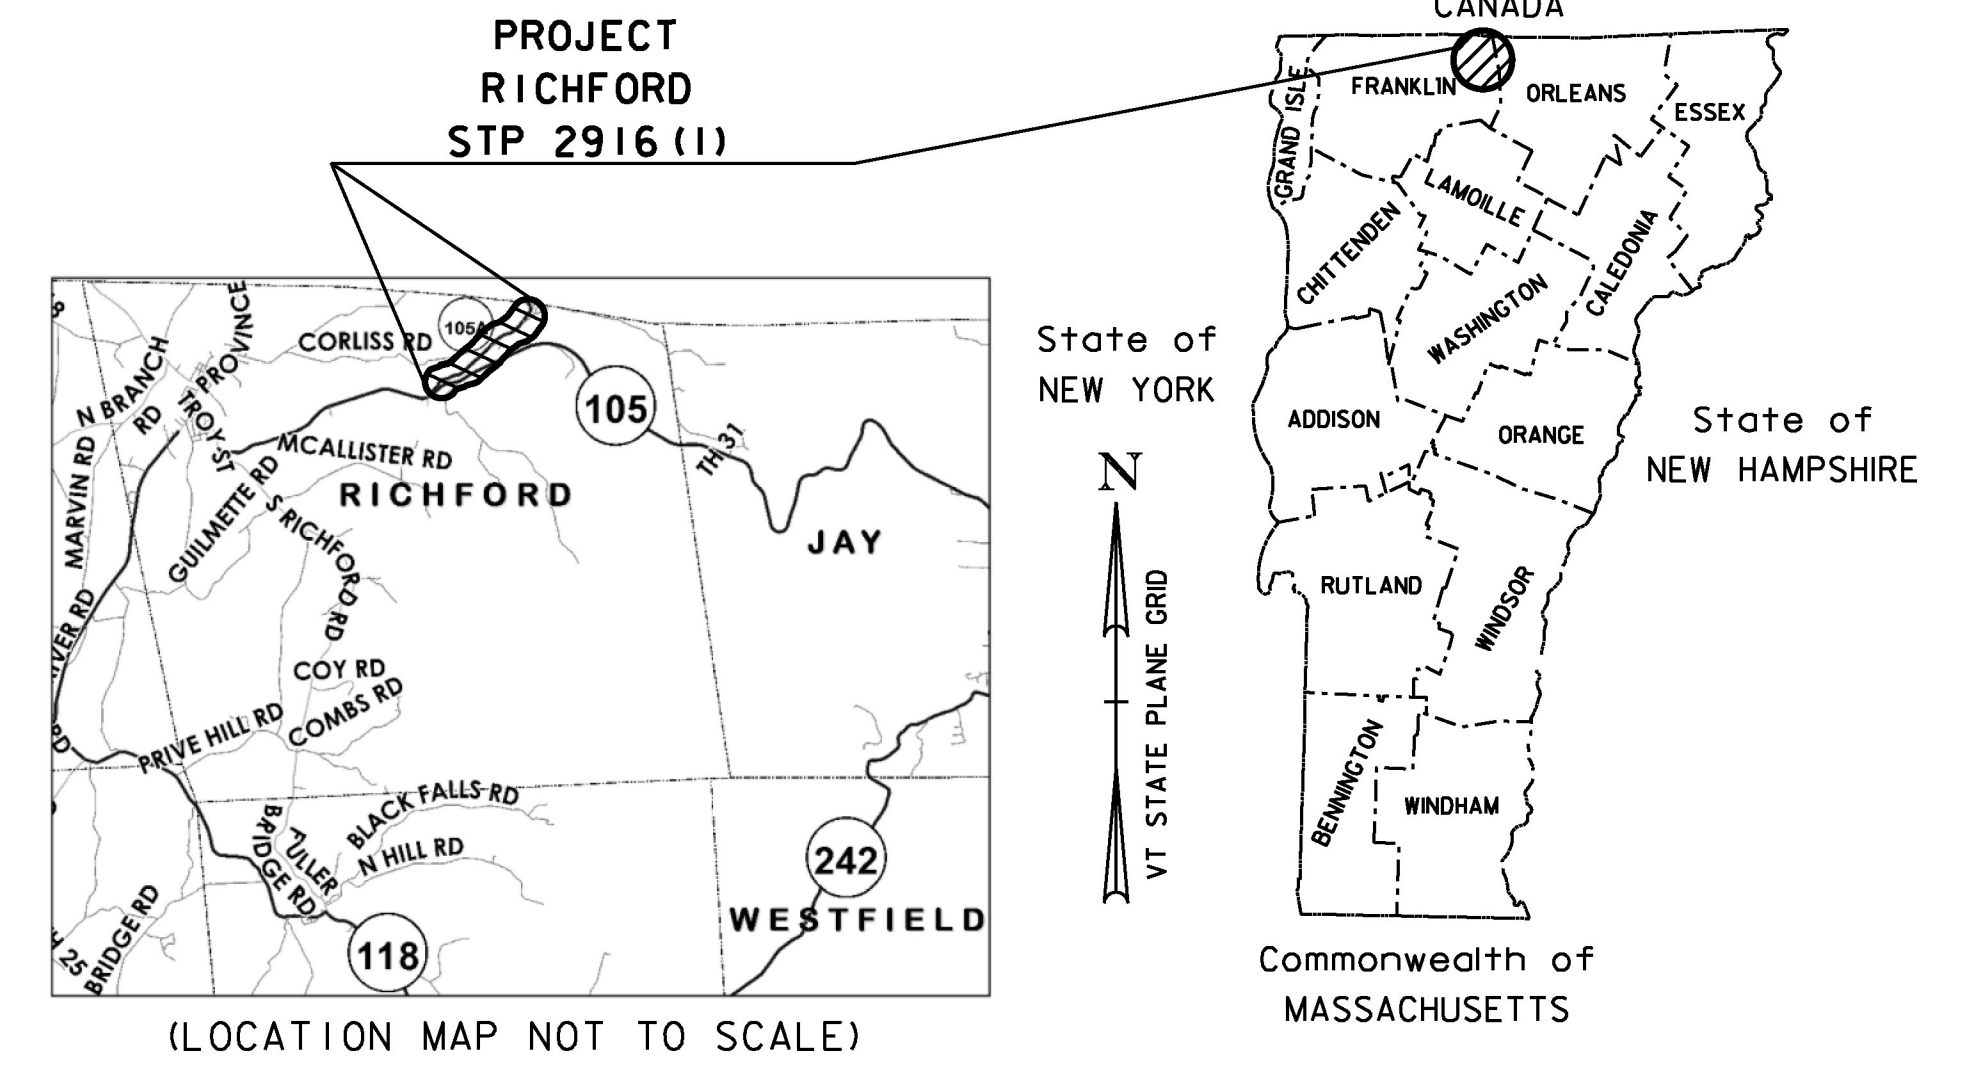 PROJECT
RICHFORD
STP 2916(1)
CANADA
GRAND ISLE
FRANKLIN
ORLEANS
ESSEX
LAMOILLE
CHITTENDEN
CALEDONIA
WASHINGTON
ADDISON
ORANGE
RUTLAND
WINDSOR
BENNINGTON
WINDHAM
State of
NEW YORK
State of
NEW HAMPSHIRE
Commonwealth of
MASSACHUSETTS
N
VT STATE PLANE GRID
PROVINCE
CORLISS RD
105A
N BRANCH
RD
TROY ST
MARVIN RD
MCALLISTER RD
105
TH 31
GUILMETTE RD
RICHFORD
S RICHFORD RD
JAY
COY RD
COMBS RD
PRIVE HILL RD
RD
BLACK FALLS RD
BRIDGE RD
FULLER
N HILL RD
242
WESTFIELD
118
25
BRIDGE RD
(LOCATION MAP NOT TO SCALE)